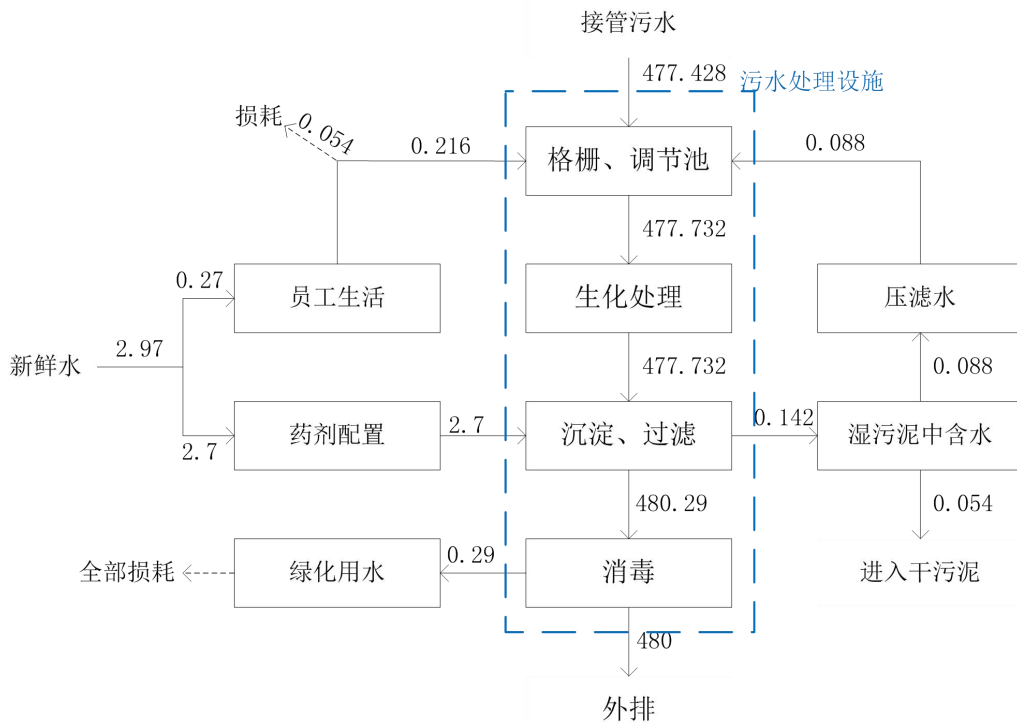 接管污水
477.428
污水处理设施
损耗
0.054
0.216
格栅、调节池
0.088
477.732
0.27
员工生活
生化处理
压滤水
新鲜水
2.97
477.732
0.088
2.7
药剂配置
2.7
沉淀、过滤
0.142
湿污泥中含水
480.29
0.054
全部损耗
绿化用水
0.29
消毒
进入干污泥
480
外排